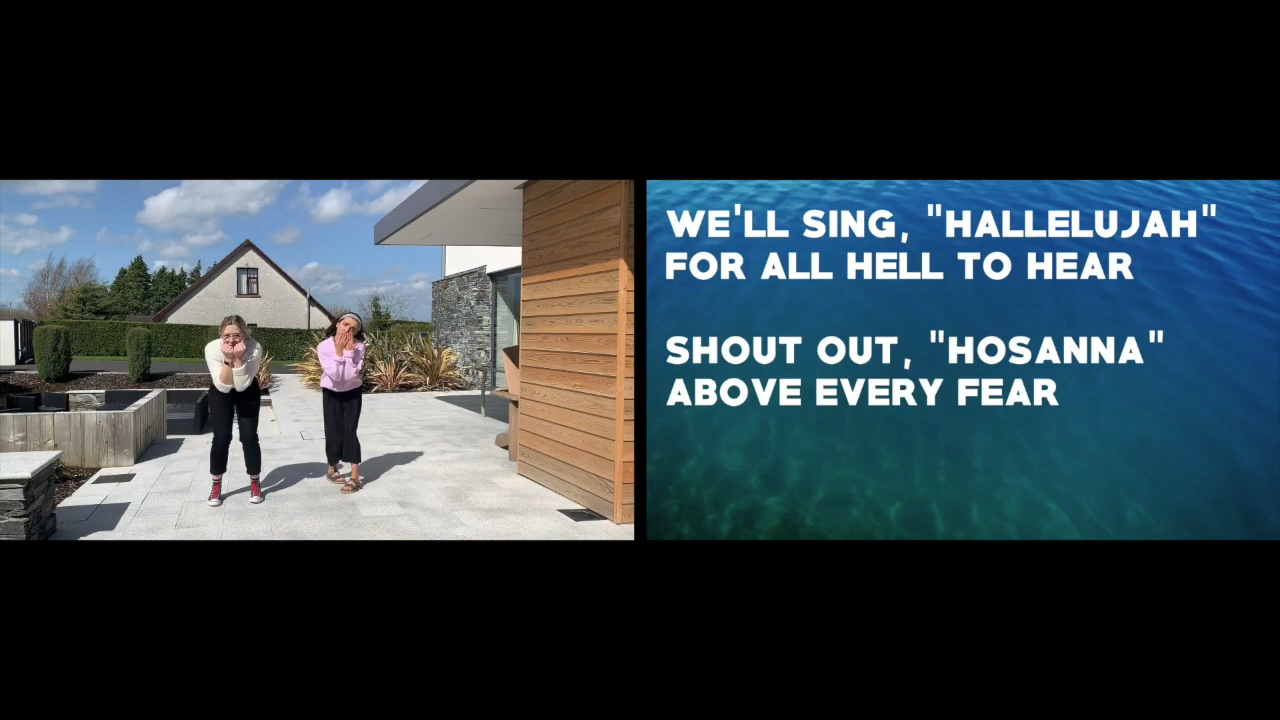 WE'LL SING, "HALLELUJAH"
FOR ALL HELL TO HEAR
SHOUT OUT, "HOSANNA"
ABOVE EVERY FEAR